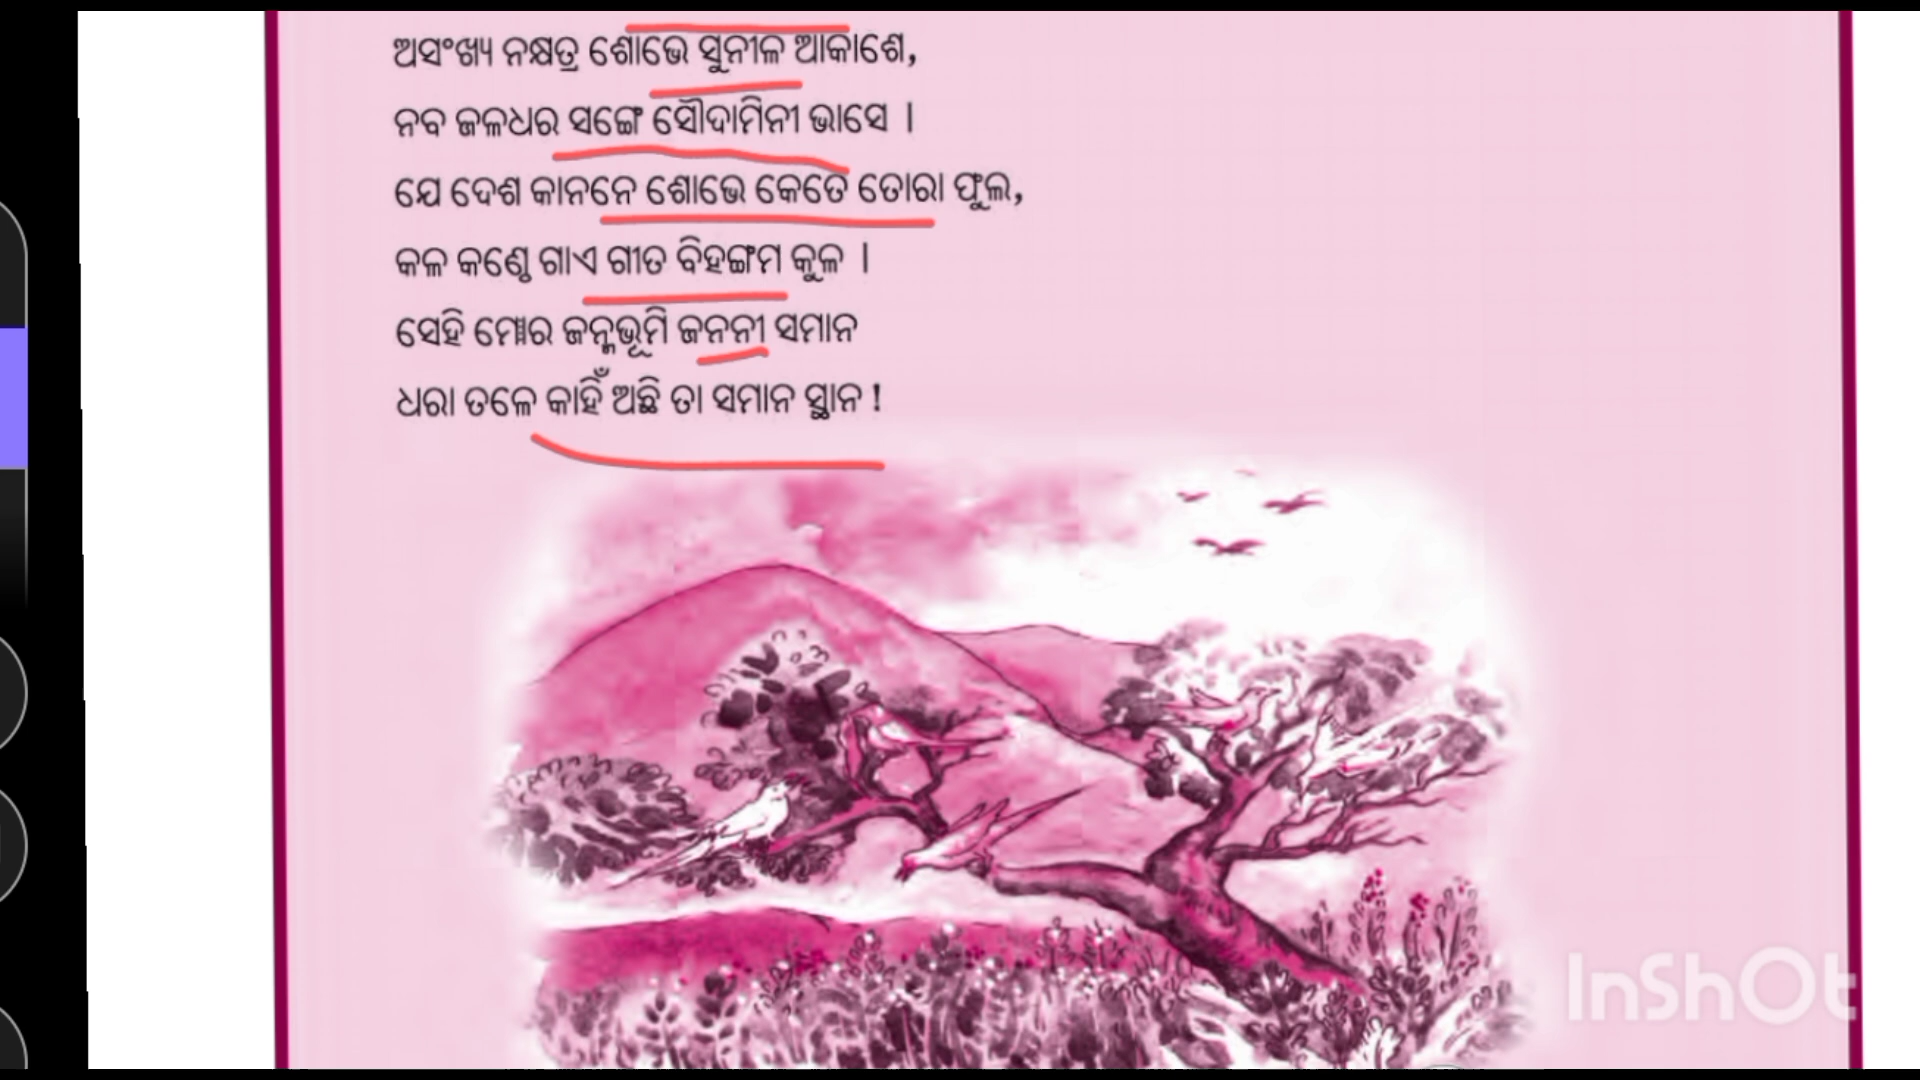 ଅସଂଖ୍ୟ ନକ୍ଷତ୍ର ଶୋଭେ ସୁନୀଳ ଆକାଶେ,
ନବ ଜଳଧର ସଙ୍ଗେ ସୌଦାମିନୀ ଭାସେ ।
ଯେ ଦେଶ କାନନେ ଶୋଭେ କେତେ ତୋରା ଫୁଲ,
କଳ କଣ୍ଠେ ଗାଏ ଗୀତ ବିହଙ୍ଗମ କୁଳ ।
ସେହି ମୋର ଜନ୍ମଭୂମି ଜନନୀ ସମାନ
ଧରା ତଳେ କାହିଁ ଅଛି ତା ସମାନ ସ୍ଥାନ !
InShOt